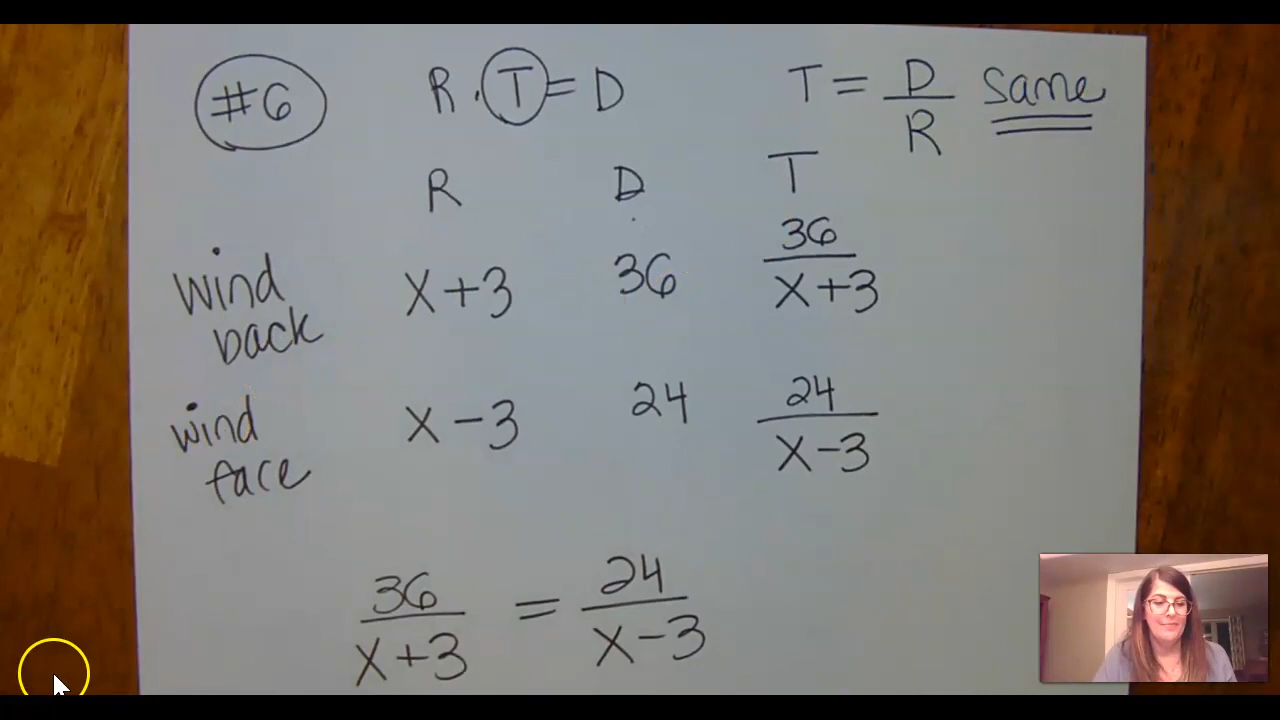 #6 R · T = D T = D/R same
R D T
wind back x+3 36 36/x+3
wind face x-3 24 24/x-3
36/x+3 = 24/x-3